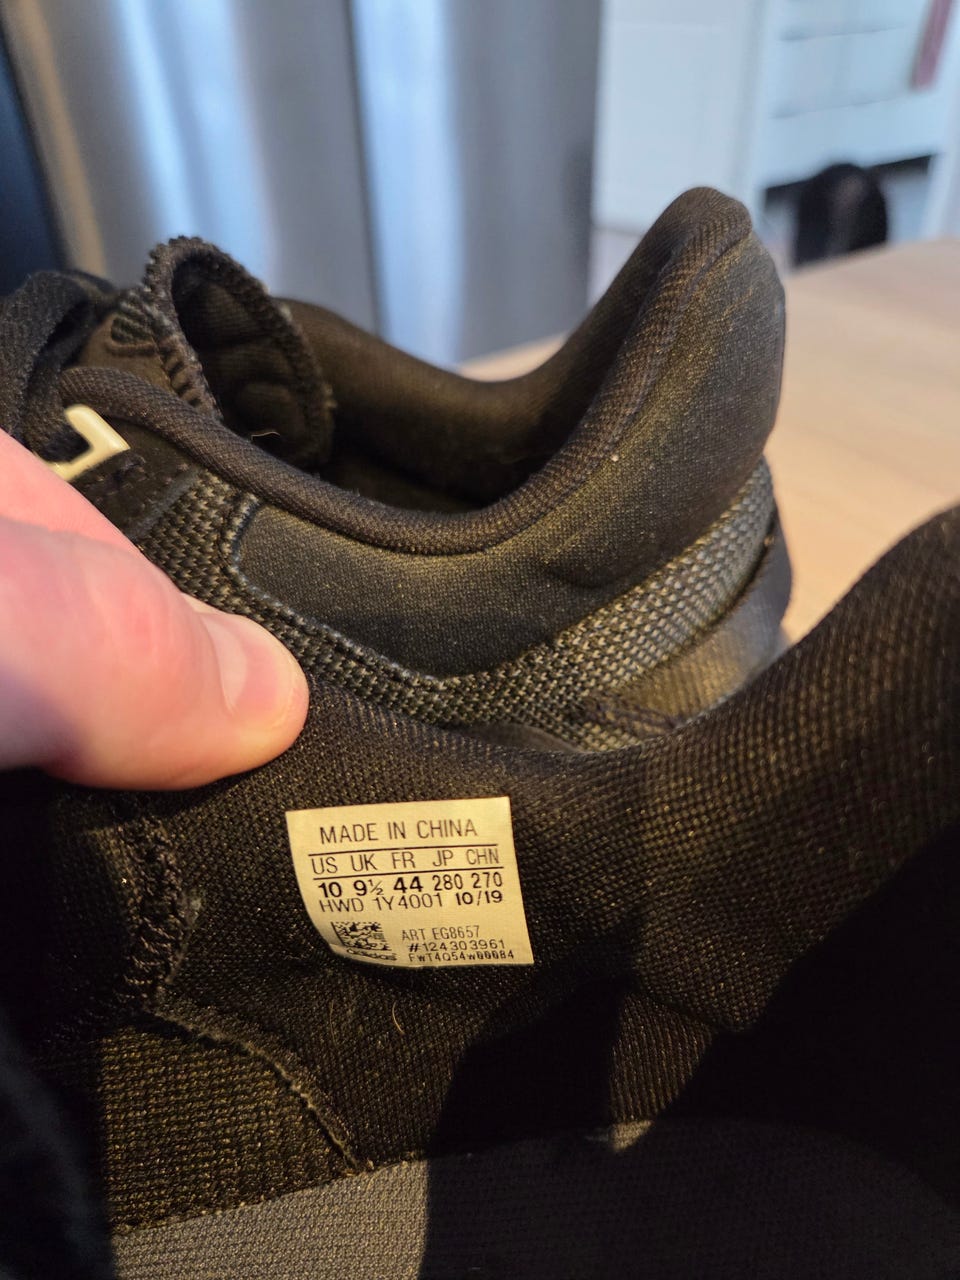 MADE IN CHINA
US UK FR JP CHN
10 9½ 44 280 270
HWD 1Y4001 10/19
ART EG8657
#124303961
adidas FWT4Q54W00084